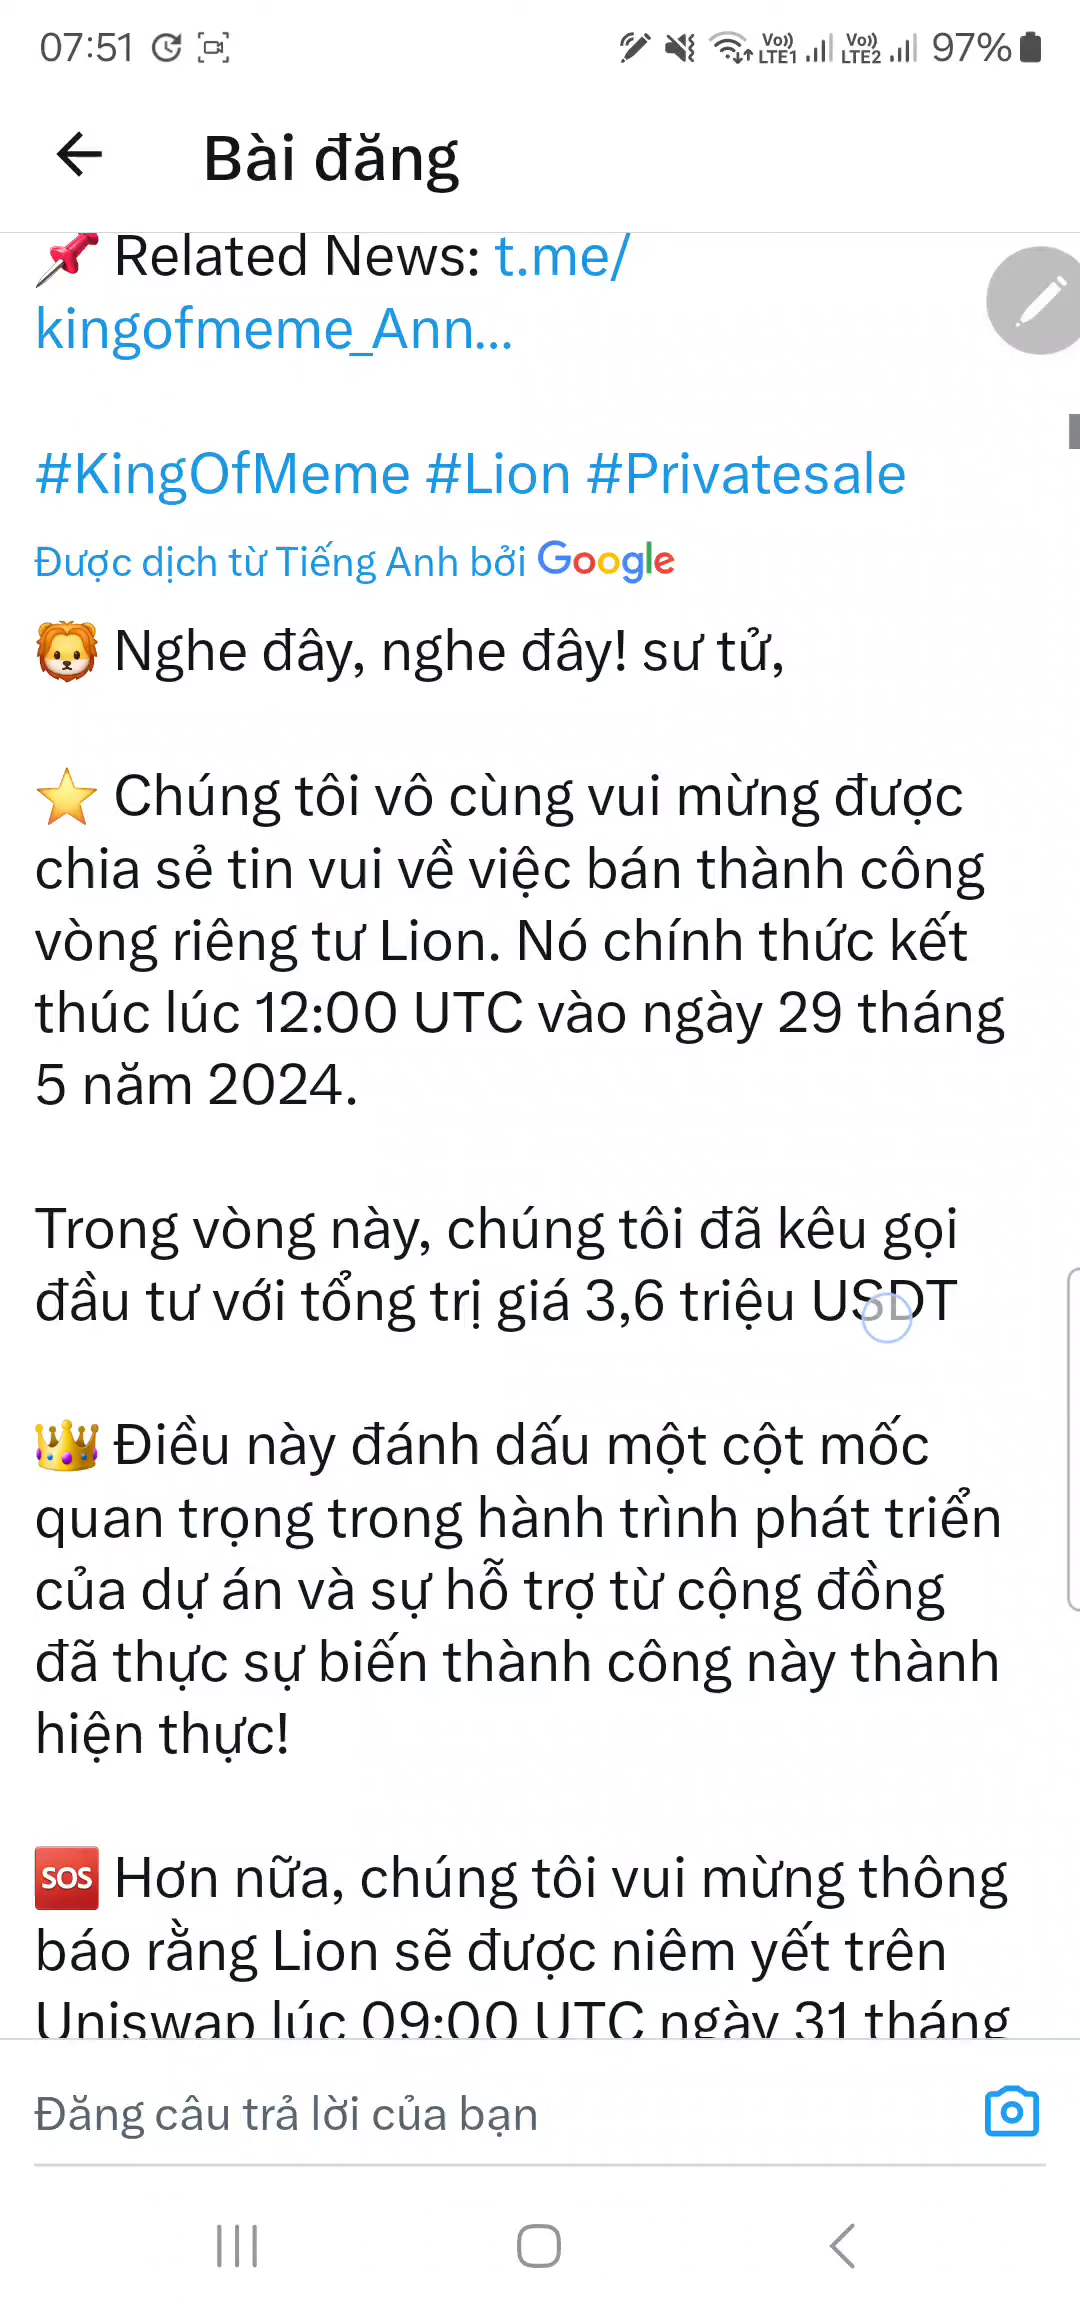 07:51
Vo)) LTE1 Vo)) LTE2 97%
Bài đăng
Related News: t.me/
kingofmeme_Ann...
#KingOfMeme #Lion #Privatesale
Được dịch từ Tiếng Anh bởi Google
Nghe đây, nghe đây! sư tử,
Chúng tôi vô cùng vui mừng được
chia sẻ tin vui về việc bán thành công
vòng riêng tư Lion. Nó chính thức kết
thúc lúc 12:00 UTC vào ngày 29 tháng
5 năm 2024.
Trong vòng này, chúng tôi đã kêu gọi
đầu tư với tổng trị giá 3,6 triệu USDT
Điều này đánh dấu một cột mốc
quan trọng trong hành trình phát triển
của dự án và sự hỗ trợ từ cộng đồng
đã thực sự biến thành công này thành
hiện thực!
SOS Hơn nữa, chúng tôi vui mừng thông
báo rằng Lion sẽ được niêm yết trên
Uniswap lúc 09:00 UTC ngày 31 tháng
Đăng câu trả lời của bạn